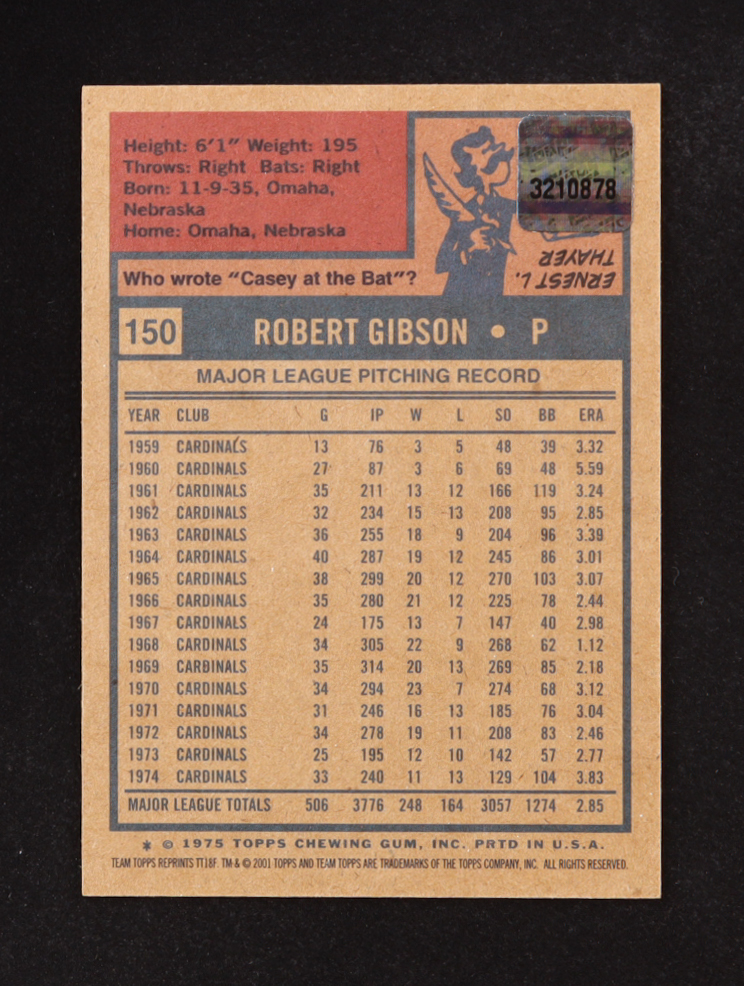 Height: 6'1" Weight: 195
Throws: Right Bats: Right
Born: 11-9-35, Omaha,
Nebraska
Home: Omaha, Nebraska
3210878
ERNEST L.
THAYER
Who wrote "Casey at the Bat"?
150 ROBERT GIBSON • P
MAJOR LEAGUE PITCHING RECORD
YEAR CLUB G IP W L SO BB ERA
1959 CARDINALS 13 76 3 5 48 39 3.32
1960 CARDINALS 27 87 3 6 69 48 5.59
1961 CARDINALS 35 211 13 12 166 119 3.24
1962 CARDINALS 32 234 15 13 208 95 2.85
1963 CARDINALS 36 255 18 9 204 96 3.39
1964 CARDINALS 40 287 19 12 245 86 3.01
1965 CARDINALS 38 299 20 12 270 103 3.07
1966 CARDINALS 35 280 21 12 225 78 2.44
1967 CARDINALS 24 175 13 7 147 40 2.98
1968 CARDINALS 34 305 22 9 268 62 1.12
1969 CARDINALS 35 314 20 13 269 85 2.18
1970 CARDINALS 34 294 23 7 274 68 3.12
1971 CARDINALS 31 246 16 13 185 76 3.04
1972 CARDINALS 34 278 19 11 208 83 2.46
1973 CARDINALS 25 195 12 10 142 57 2.77
1974 CARDINALS 33 240 11 13 129 104 3.83
MAJOR LEAGUE TOTALS 506 3776 248 164 3057 1274 2.85
* © 1975 TOPPS CHEWING GUM, INC. PRTD IN U.S.A.
TEAM TOPPS REPRINTS TT18F. TM & © 2001 TOPPS AND TEAM TOPPS ARE TRADEMARKS OF THE TOPPS COMPANY, INC. ALL RIGHTS RESERVED.